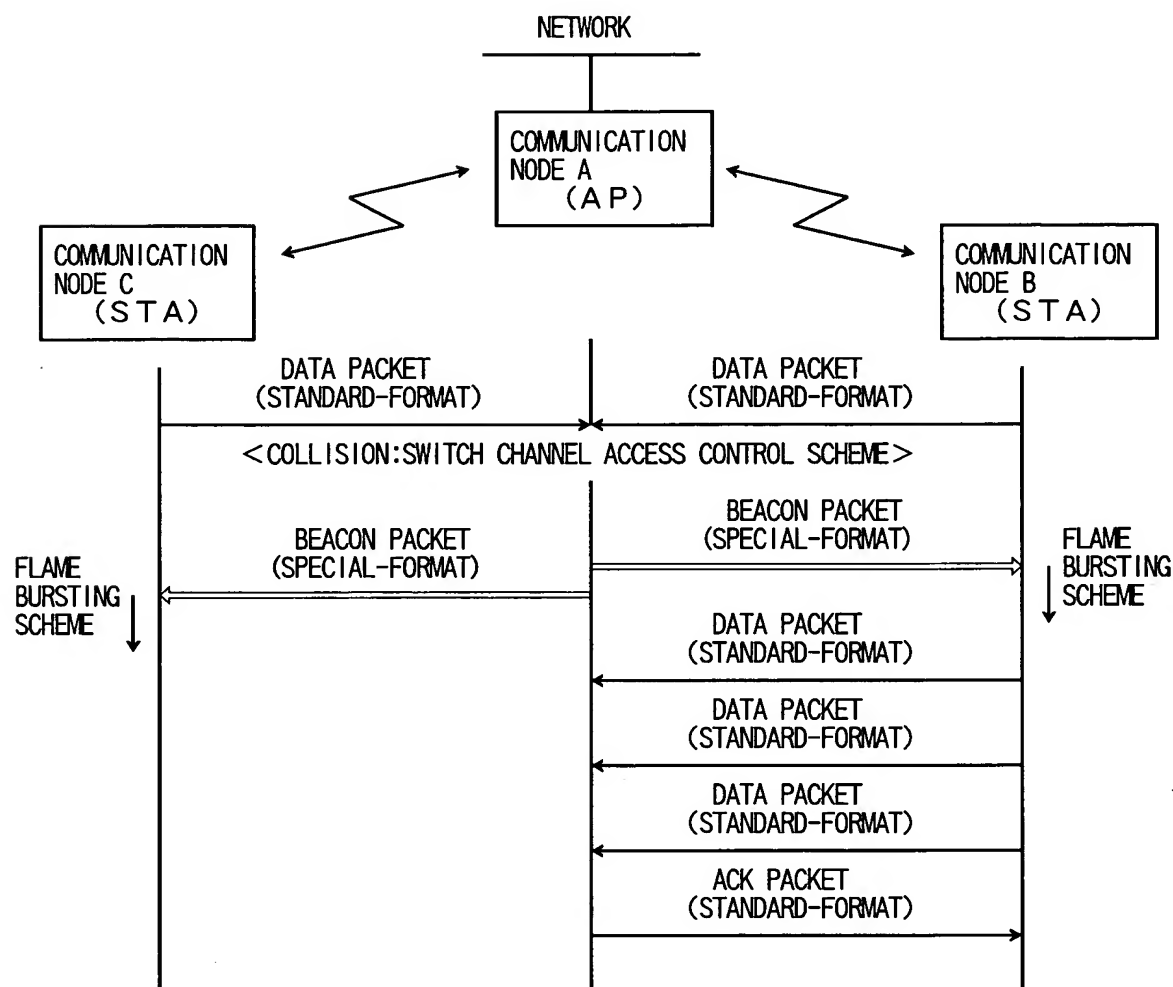 NETWORK
COMMUNICATION
NODE A
(AP)
COMMUNICATION
NODE C
(STA)
COMMUNICATION
NODE B
(STA)
DATA PACKET
(STANDARD-FORMAT)
DATA PACKET
(STANDARD-FORMAT)
<COLLISION:SWITCH CHANNEL ACCESS CONTROL SCHEME>
BEACON PACKET
(SPECIAL-FORMAT)
BEACON PACKET
(SPECIAL-FORMAT)
FLAME
BURSTING
SCHEME
FLAME
BURSTING
SCHEME
DATA PACKET
(STANDARD-FORMAT)
DATA PACKET
(STANDARD-FORMAT)
DATA PACKET
(STANDARD-FORMAT)
ACK PACKET
(STANDARD-FORMAT)